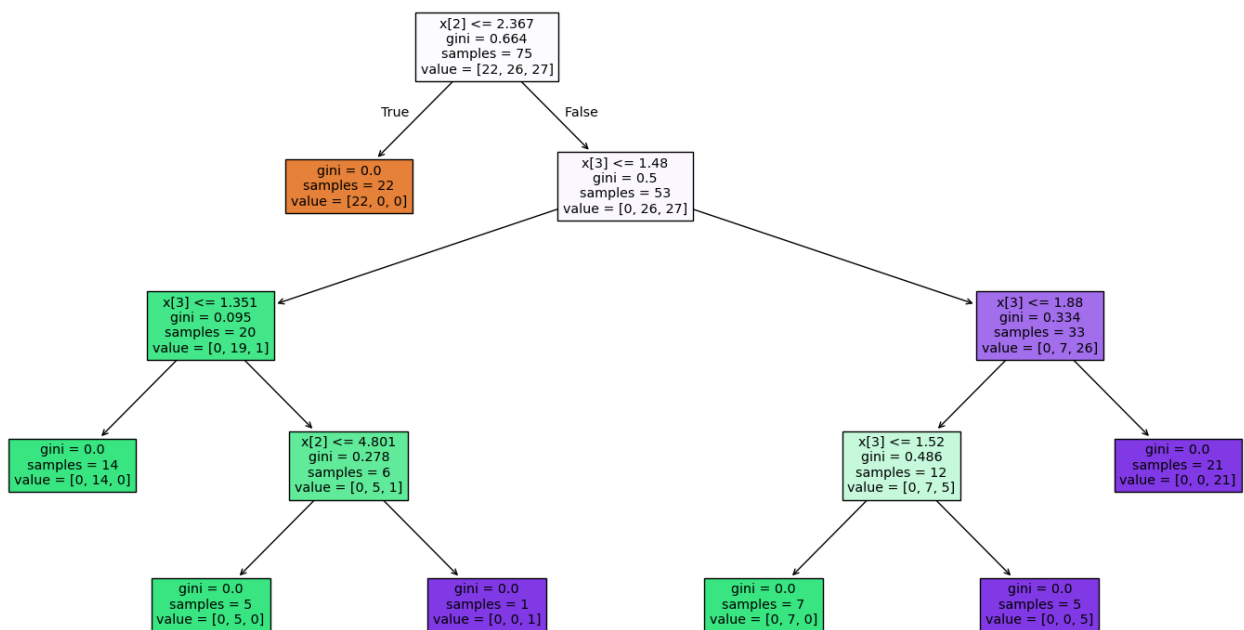 x[2] <= 2.367
gini = 0.664
samples = 75
value = [22, 26, 27]
True
False
gini = 0.0
samples = 22
value = [22, 0, 0]
x[3] <= 1.48
gini = 0.5
samples = 53
value = [0, 26, 27]
x[3] <= 1.351
gini = 0.095
samples = 20
value = [0, 19, 1]
x[3] <= 1.88
gini = 0.334
samples = 33
value = [0, 7, 26]
gini = 0.0
samples = 14
value = [0, 14, 0]
x[2] <= 4.801
gini = 0.278
samples = 6
value = [0, 5, 1]
x[3] <= 1.52
gini = 0.486
samples = 12
value = [0, 7, 5]
gini = 0.0
samples = 21
value = [0, 0, 21]
gini = 0.0
samples = 5
value = [0, 5, 0]
gini = 0.0
samples = 1
value = [0, 0, 1]
gini = 0.0
samples = 7
value = [0, 7, 0]
gini = 0.0
samples = 5
value = [0, 0, 5]